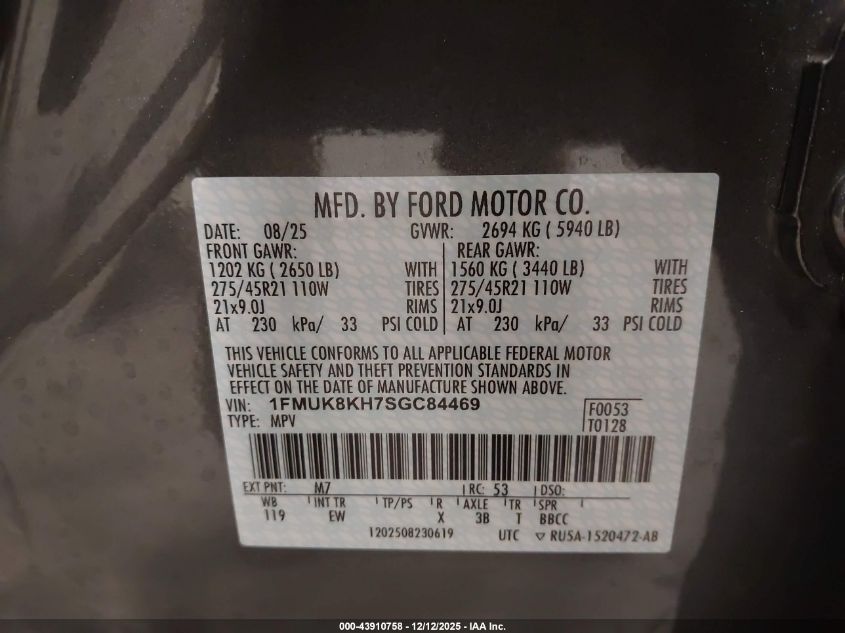 MFD. BY FORD MOTOR CO.
DATE: 08/25 GVWR: 2694 KG ( 5940 LB)
FRONT GAWR: REAR GAWR:
1202 KG ( 2650 LB) WITH 1560 KG ( 3440 LB) WITH
275/45R21 110W TIRES 275/45R21 110W TIRES
21x9.0J RIMS 21x9.0J RIMS
AT 230 kPa/ 33 PSI COLD AT 230 kPa/ 33 PSI COLD
THIS VEHICLE CONFORMS TO ALL APPLICABLE FEDERAL MOTOR
VEHICLE SAFETY AND THEFT PREVENTION STANDARDS IN
EFFECT ON THE DATE OF MANUFACTURE SHOWN ABOVE.
VIN: 1FMUK8KH7SGC84469 F0053
TYPE: MPV T0128
EXT PNT: M7 RC: 53 DSO:
WB INT TR TP/PS R AXLE TR SPR
119 EW X 3B T BBCC
1202508230619 UTC ▽ RU5A-1520472-AB
000-43910758 - 12/12/2025 - IAA Inc.